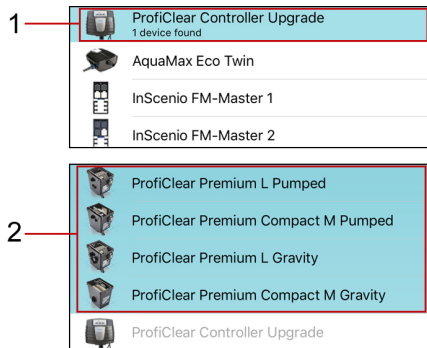 1
ProfiClear Controller Upgrade
1 device found
AquaMax Eco Twin
InScenio FM-Master 1
InScenio FM-Master 2
2
ProfiClear Premium L Pumped
ProfiClear Premium Compact M Pumped
ProfiClear Premium L Gravity
ProfiClear Premium Compact M Gravity
ProfiClear Controller Upgrade